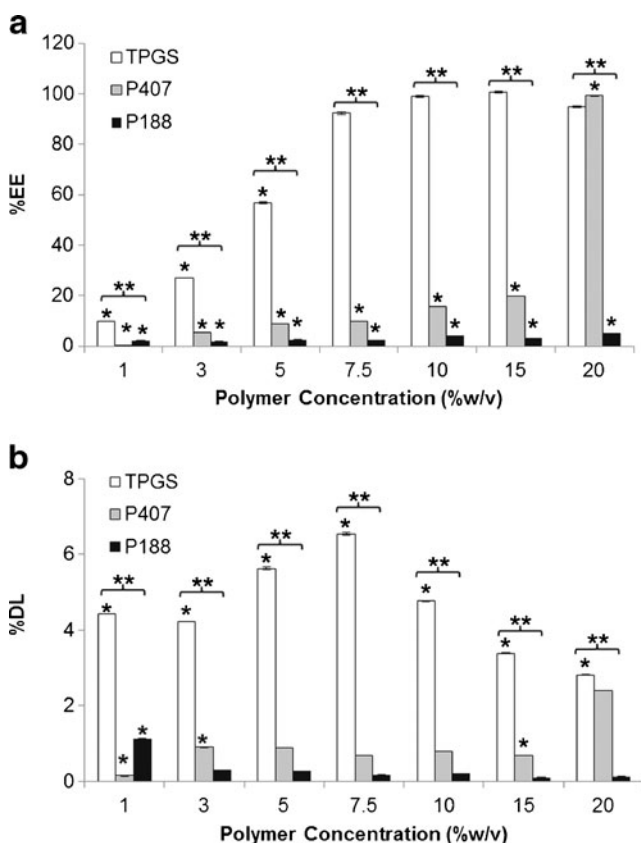 a
TPGS
P407
P188
%EE
120
100
80
60
40
20
0
** ** ** ** ** ** **
* * * * * * * * * * * * * * * *
1 3 5 7.5 10 15 20
Polymer Concentration (%w/v)
b
TPGS
P407
P188
%DL
8
6
4
2
0
** ** ** ** ** ** **
* * * * * * * * * * *
1 3 5 7.5 10 15 20
Polymer Concentration (%w/v)